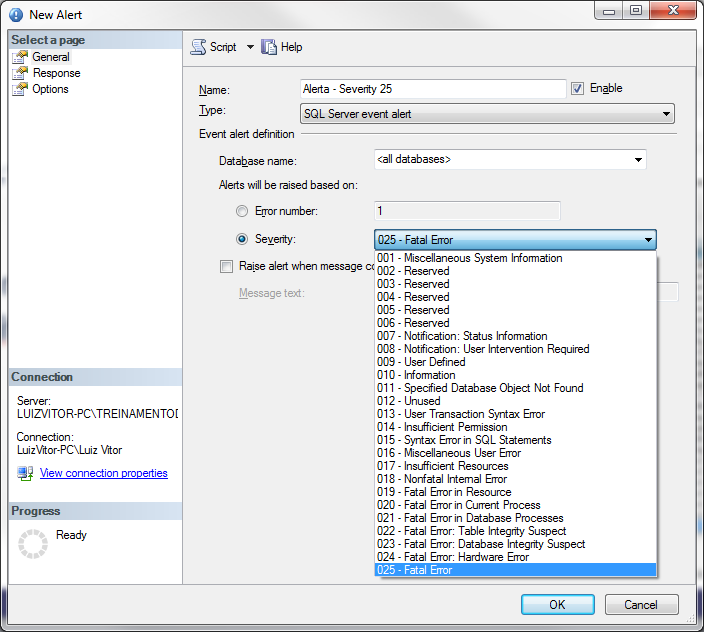 New Alert
Select a page
General
Response
Options
Script
Help
Name:
Alerta - Severity 25
Enable
Type:
SQL Server event alert
Event alert definition
Database name:
<all databases>
Alerts will be raised based on:
Error number:
1
Severity:
025 - Fatal Error
Raise alert when message co
Message text:
001 - Miscellaneous System Information
002 - Reserved
003 - Reserved
004 - Reserved
005 - Reserved
006 - Reserved
007 - Notification: Status Information
008 - Notification: User Intervention Required
009 - User Defined
010 - Information
011 - Specified Database Object Not Found
012 - Unused
013 - User Transaction Syntax Error
014 - Insufficient Permission
015 - Syntax Error in SQL Statements
016 - Miscellaneous User Error
017 - Insufficient Resources
018 - Nonfatal Internal Error
019 - Fatal Error in Resource
020 - Fatal Error in Current Process
021 - Fatal Error in Database Processes
022 - Fatal Error: Table Integrity Suspect
023 - Fatal Error: Database Integrity Suspect
024 - Fatal Error: Hardware Error
025 - Fatal Error
Connection
Server:
LUIZVITOR-PC\TREINAMENTOD
Connection:
LuizVitor-PC\Luiz Vitor
View connection properties
Progress
Ready
OK
Cancel